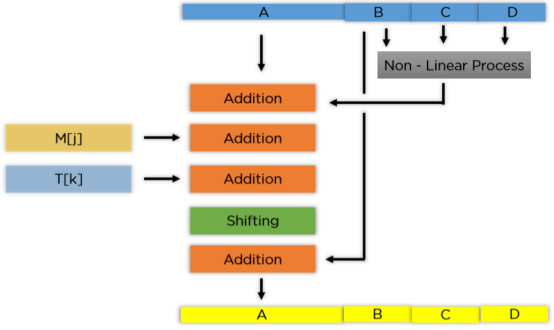 A B C D
Non - Linear Process
Addition
M[j] Addition
T[k] Addition
Shifting
Addition
A B C D